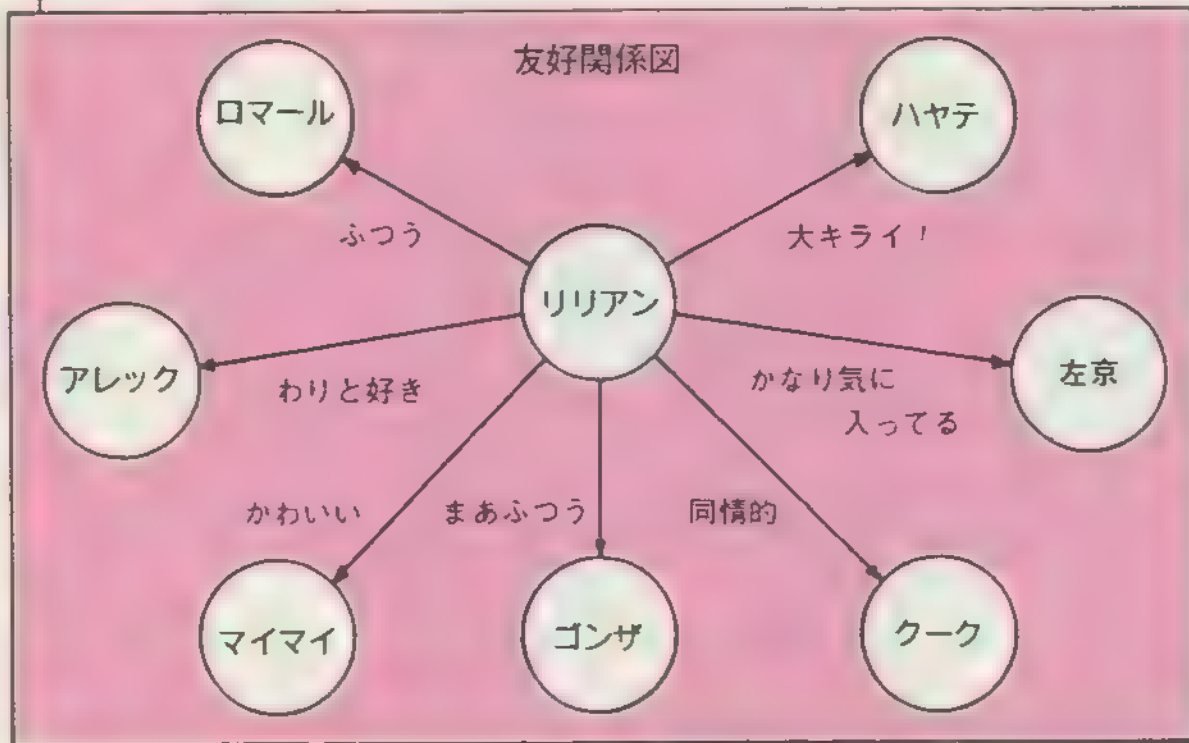 友好関係図
ロマール
ハヤテ
ふつう
大キライ!
リリアン
アレック
わりと好き
かなり気に
入ってる
左京
かわいい
まあふつう
同情的
マイマイ
ゴンザ
クーク